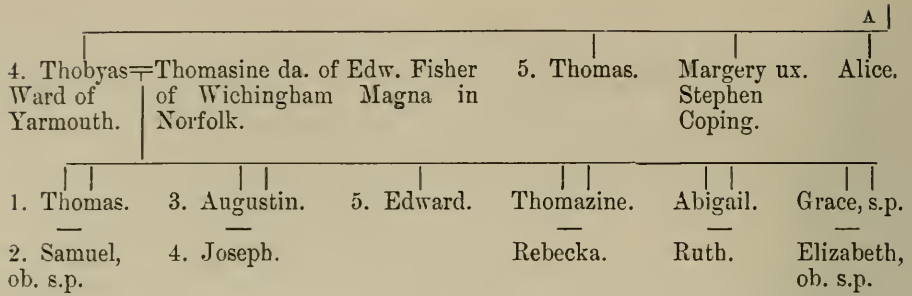 A
4. Thobyas=Thomasine da. of Edw. Fisher
Ward of
Yarmouth.
of Wichingham Magna in
Norfolk.
5. Thomas.
Margery ux.
Stephen
Coping.
Alice.
1. Thomas.
2. Samuel,
ob. s.p.
3. Augustin.
4. Joseph.
5. Edward.
Thomazine.
Rebecka.
Abigail.
Ruth.
Grace, s.p.
Elizabeth,
ob. s.p.